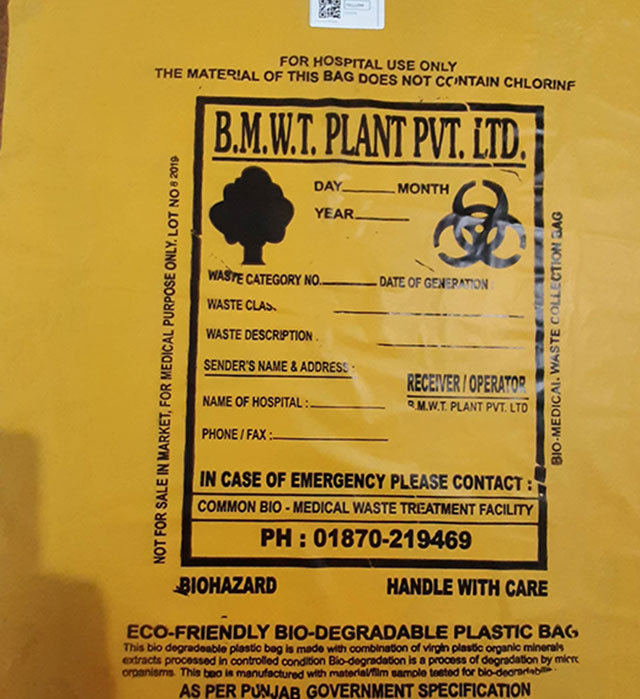 YELLOW
FOR HOSPITAL USE ONLY
THE MATERIAL OF THIS BAG DOES NOT CONTAIN CHLORINE
B.M.W.T. PLANT PVT. LTD.
DAY MONTH
YEAR
WASTE CATEGORY NO. DATE OF GENERATION :
WASTE CLAS.
WASTE DESCRIPTION .
SENDER'S NAME & ADDRESS :
RECEIVER / OPERATOR
NAME OF HOSPITAL : B.M.W.T. PLANT PVT. LTD
PHONE / FAX :
IN CASE OF EMERGENCY PLEASE CONTACT :
COMMON BIO - MEDICAL WASTE TREATMENT FACILITY
PH : 01870-219469
NOT FOR SALE IN MARKET, FOR MEDICAL PURPOSE ONLY. LOT NO 8 2019
BIO-MEDICAL WASTE COLLECTION BAG
BIOHAZARD HANDLE WITH CARE
ECO-FRIENDLY BIO-DEGRADABLE PLASTIC BAG
This bio degradeable plastic bag is made with combination of virgin plastic organic minerals
extracts processed in controlled condition Bio-degradation is a process of degradation by micro
organisms. This bag is manufactured with material/film sample tested for bio-degradable
AS PER PUNJAB GOVERNMENT SPECIFICATION